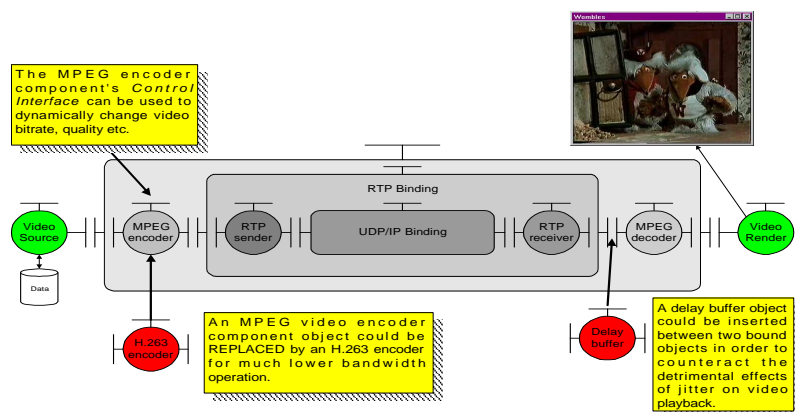 Wombles
The MPEG encoder
component's Control
Interface can be used to
dynamically change video
bitrate, quality etc.
RTP Binding
Video
Source
MPEG
encoder
RTP
sender
UDP/IP Binding
RTP
receiver
MPEG
decoder
Video
Render
Data
H.263
encoder
An MPEG video encoder
component object could be
REPLACED by an H.263 encoder
for much lower bandwidth
operation.
Delay
buffer
A delay buffer object
could be inserted
between two bound
objects in order to
counteract the
detrimental effects
of jitter on video
playback.